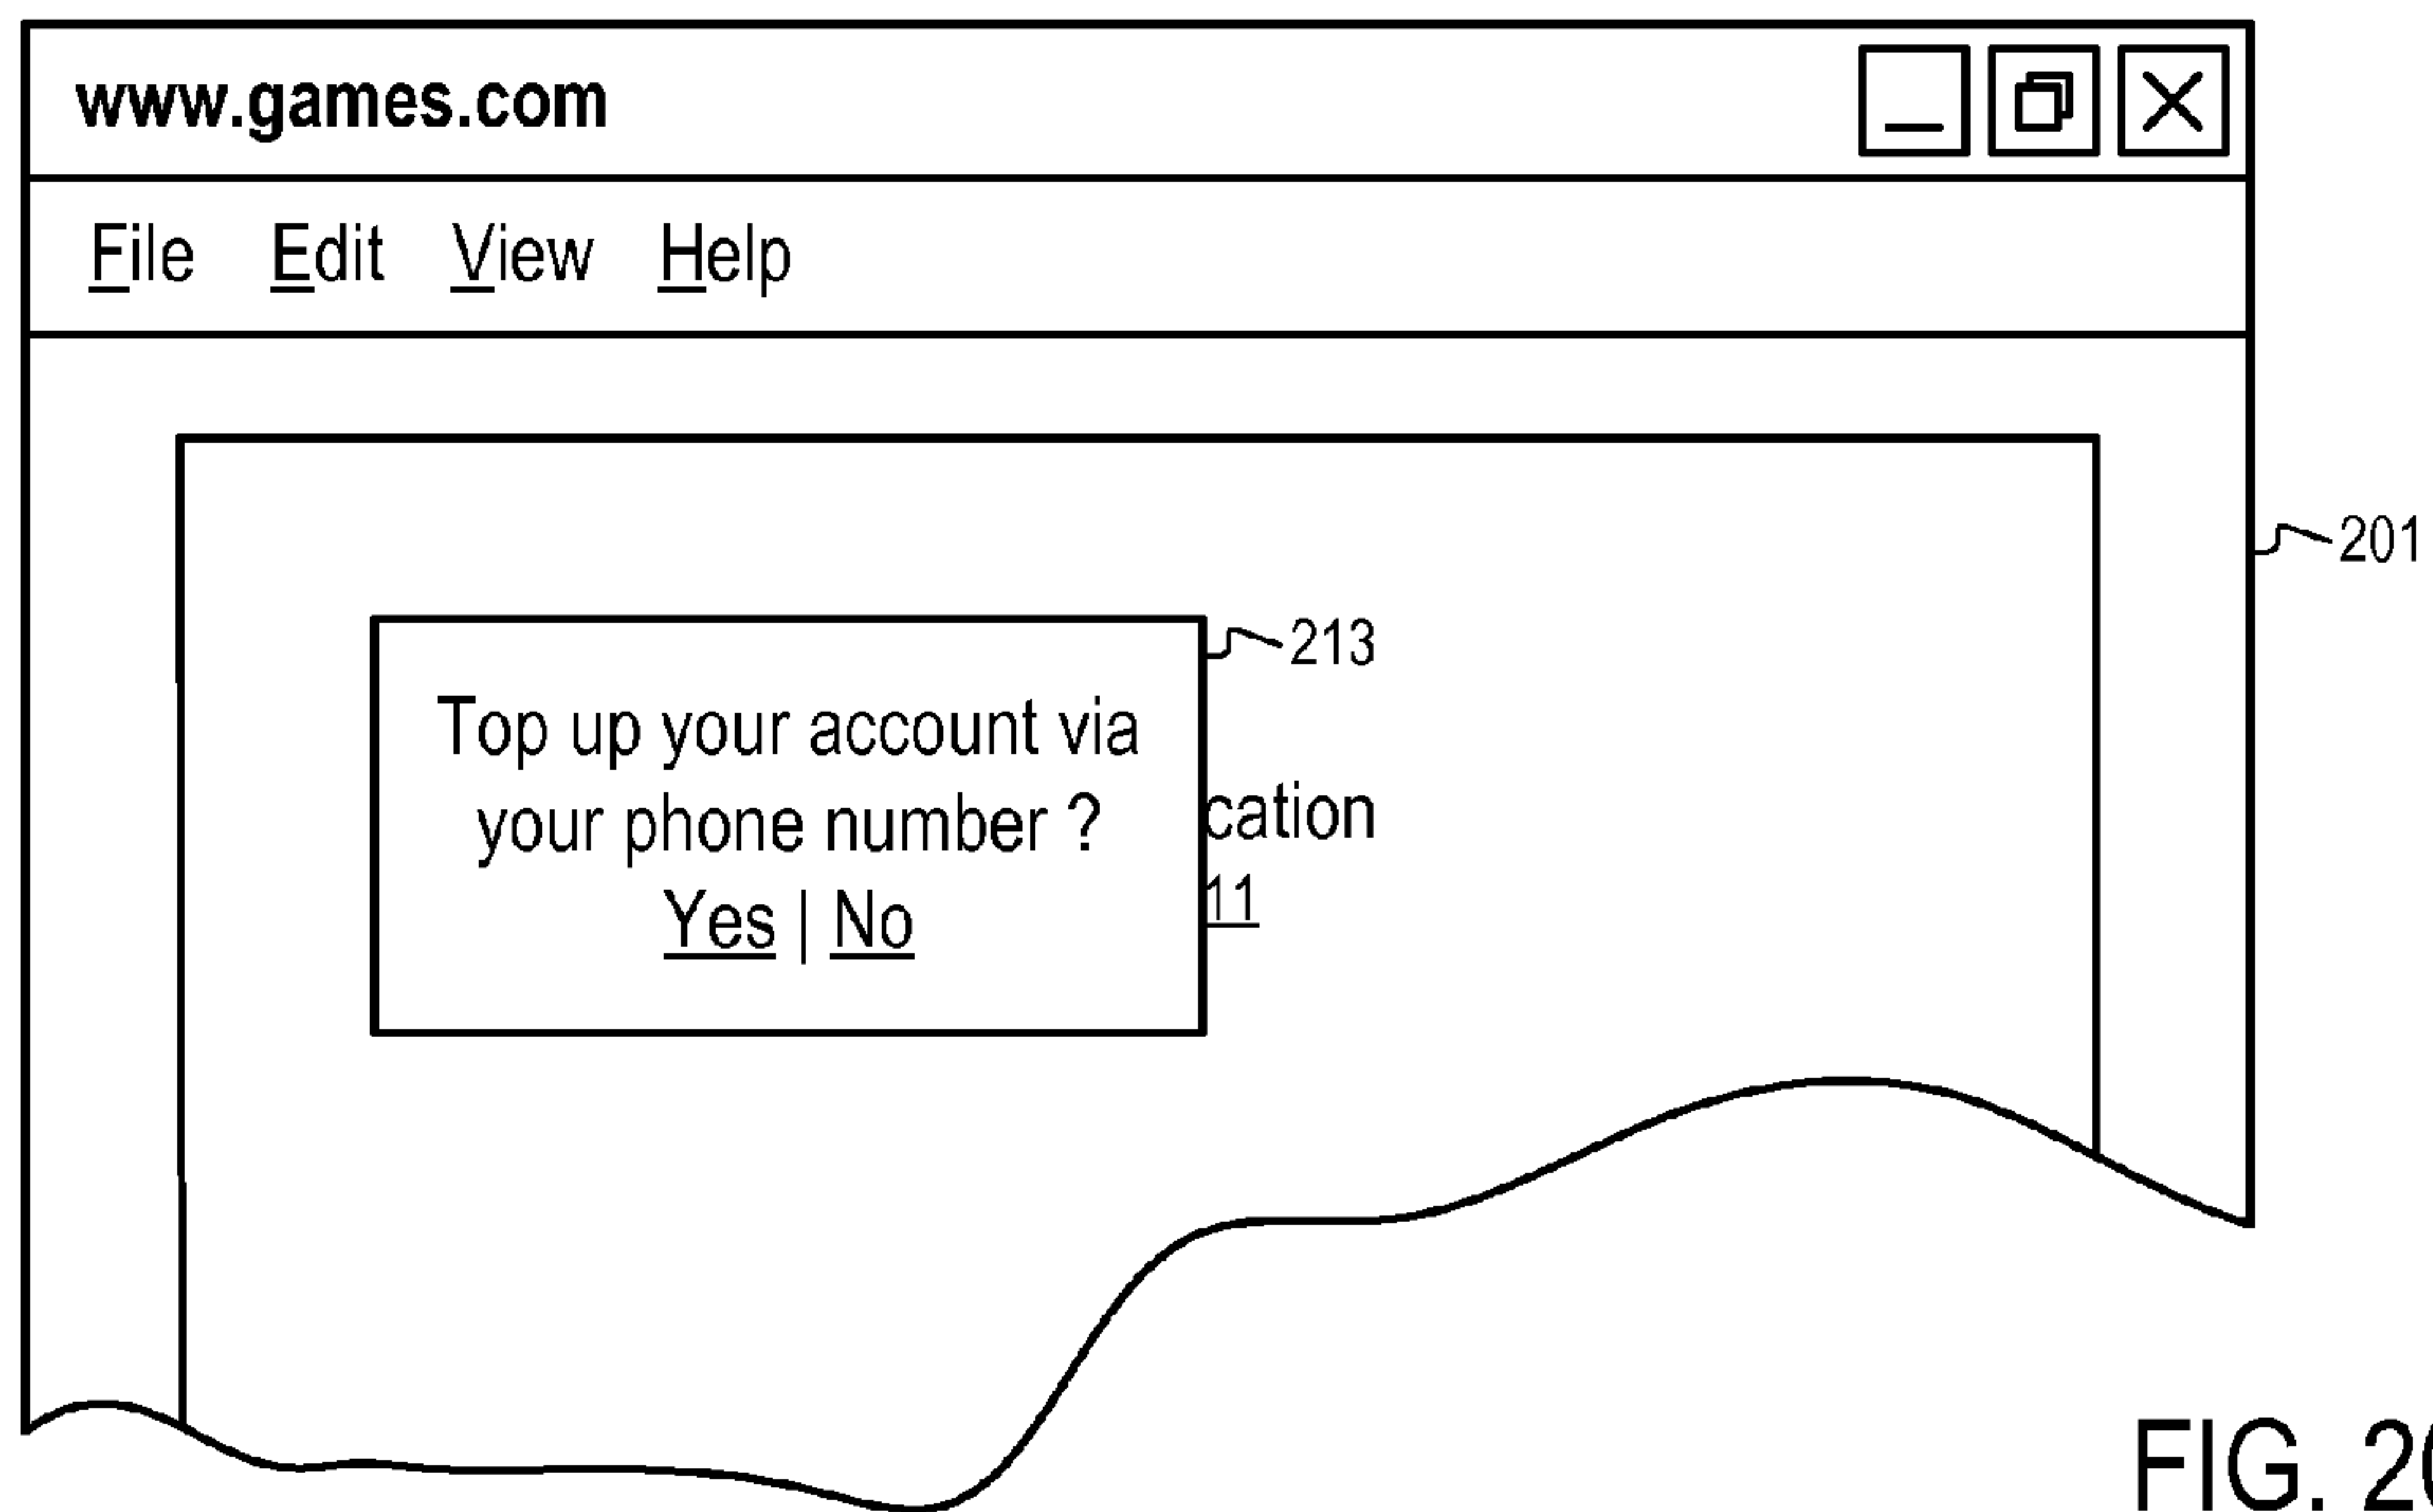 www.games.com
File Edit View Help
201
213
Top up your account via
your phone number ?
cation
Yes | No
11
FIG. 20